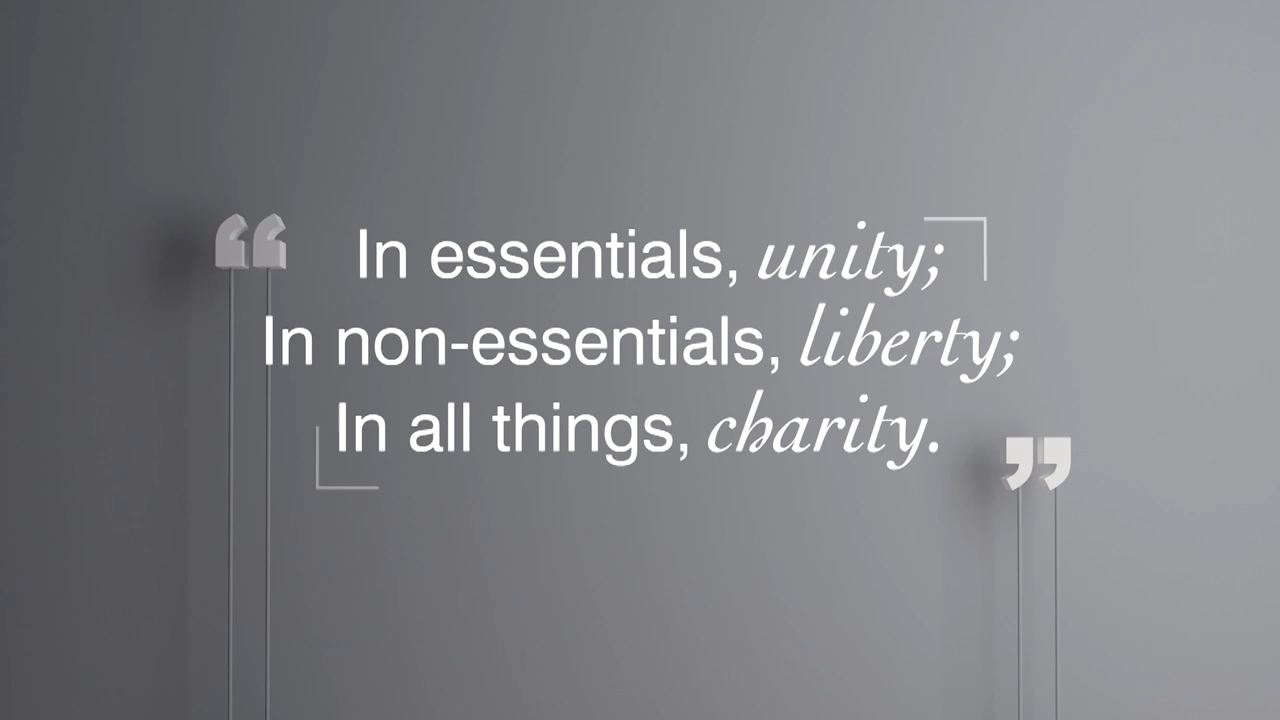 “In essentials, unity;
In non-essentials, liberty;
In all things, charity.”